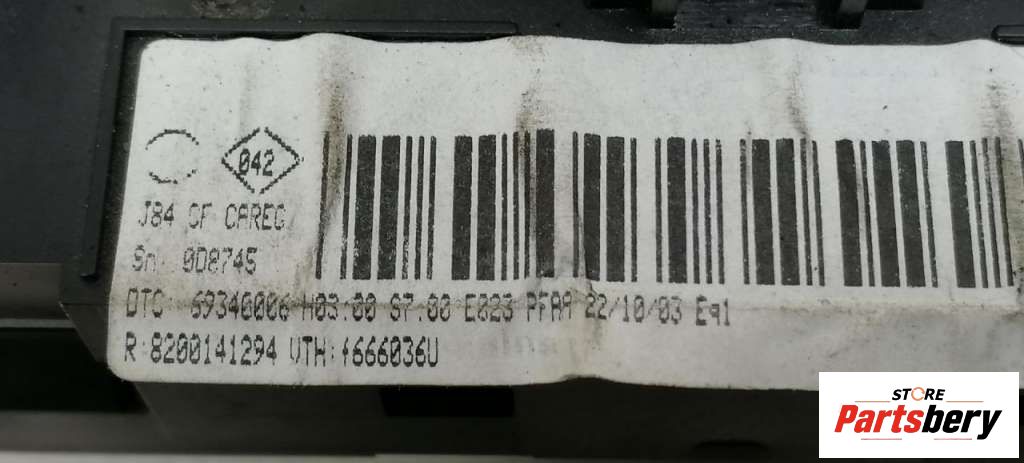 042
J84 CF CAREG
Sn. 0D8745
DTC 69340006 H03:00 S7.00 E023 PFAA 22/10/03 Eq1
R:8200141294 VTH:f666036U
STORE
Partsbery